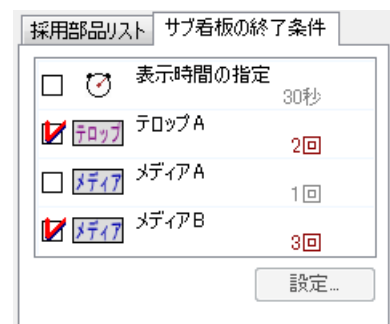 採用部品リスト サブ看板の終了条件
表示時間の指定
30秒
テロップ テロップA
2回
メディア メディアA
1回
メディア メディアB
3回
設定...